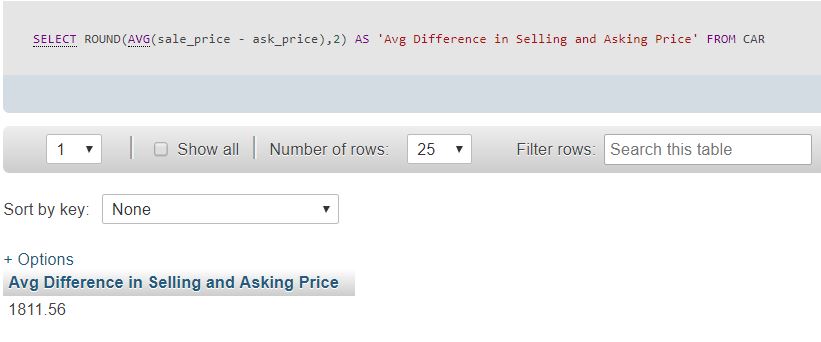 SELECT ROUND(AVG(sale_price - ask_price),2) AS 'Avg Difference in Selling and Asking Price' FROM CAR
1 Show all Number of rows: 25 Filter rows: Search this table
Sort by key: None
+ Options
Avg Difference in Selling and Asking Price
1811.56